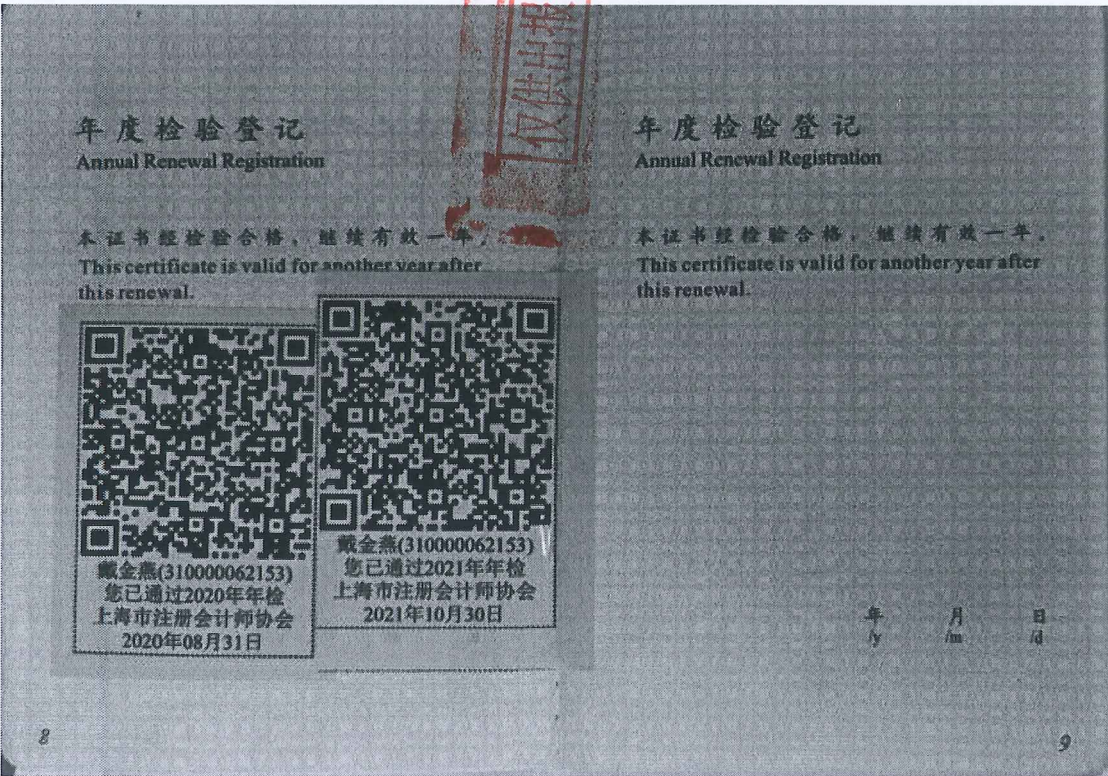 仅供出报
年度检验登记
Annual Renewal Registration
本证书经检验合格，继续有效一年。
This certificate is valid for another year after
this renewal.
戴金燕(310000062153)
您已通过2020年年检
上海市注册会计师协会
2020年08月31日
戴金燕(310000062153)
您已通过2021年年检
上海市注册会计师协会
2021年10月30日
8
年度检验登记
Annual Renewal Registration
本证书经检验合格，继续有效一年。
This certificate is valid for another year after
this renewal.
年 月 日
/y /m /d
9